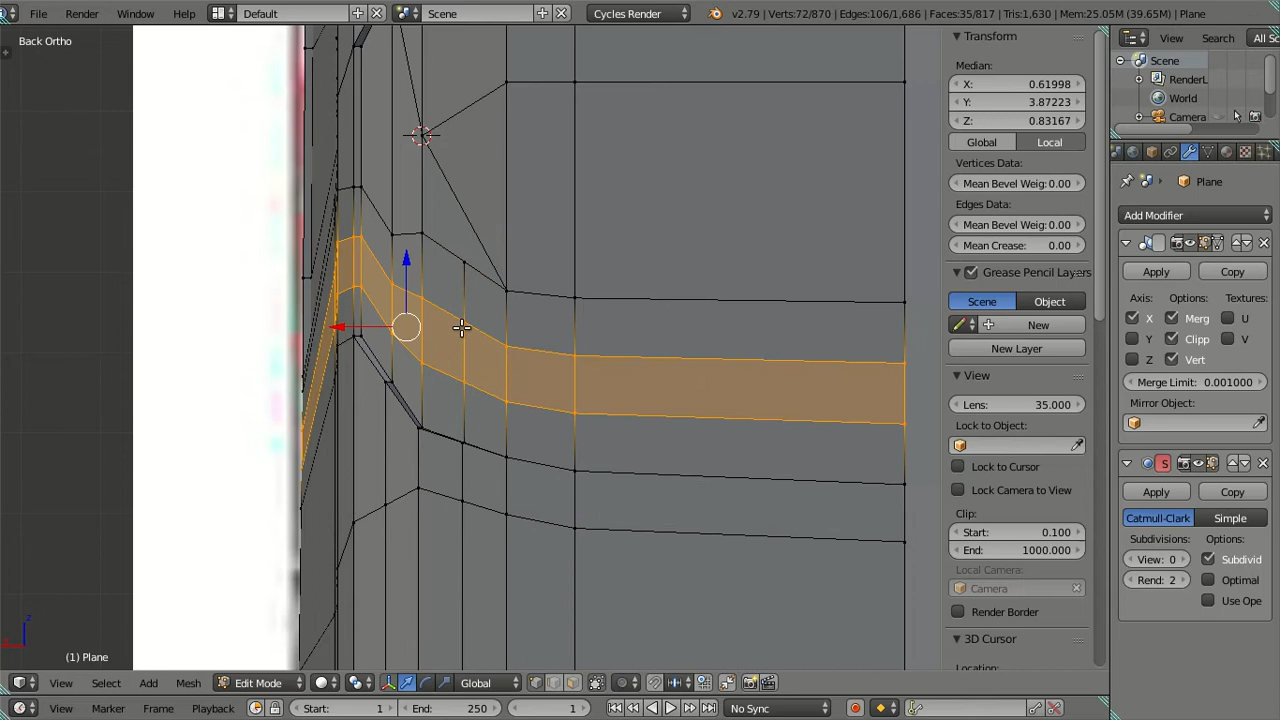 Render Window Help Default Scene Cycles Render v2.79 | Verts:72/870 | Edges:106/1,686 | Faces:35/817 | Tris:1,630 | Mem:25.05M (39.65M) | Plane
Back Ortho
View Search All Sc
Scene
RenderL
World
Camera
Transform
Median:
X: 0.61998
Y: 3.87223
Z: 0.83167
Global Local
Vertices Data:
Mean Bevel Weig: 0.00
Edges Data:
Mean Bevel Weig: 0.00
Mean Crease: 0.00
Grease Pencil Layers
Scene Object
New
New Layer
View
Lens: 35.000
Lock to Object:
Lock to Cursor
Lock Camera to View
Clip:
Start: 0.100
End: 1000.000
Local Camera:
Camera
Render Border
3D Cursor
Location:
Plane
Add Modifier
Apply Copy
Axis: Options: Textures:
X Merg U
Y Clipp V
Z Vert
Merge Limit: 0.001000
Mirror Object:
S
Apply Copy
Catmull-Clark Simple
Subdivisions: Options:
View: 0 Subdivid
Rend: 2 Optimal
Use Ope
z
(1) Plane
View Select Add Mesh Edit Mode Global
View Marker Frame Playback Start: 1 End: 250 1 No Sync